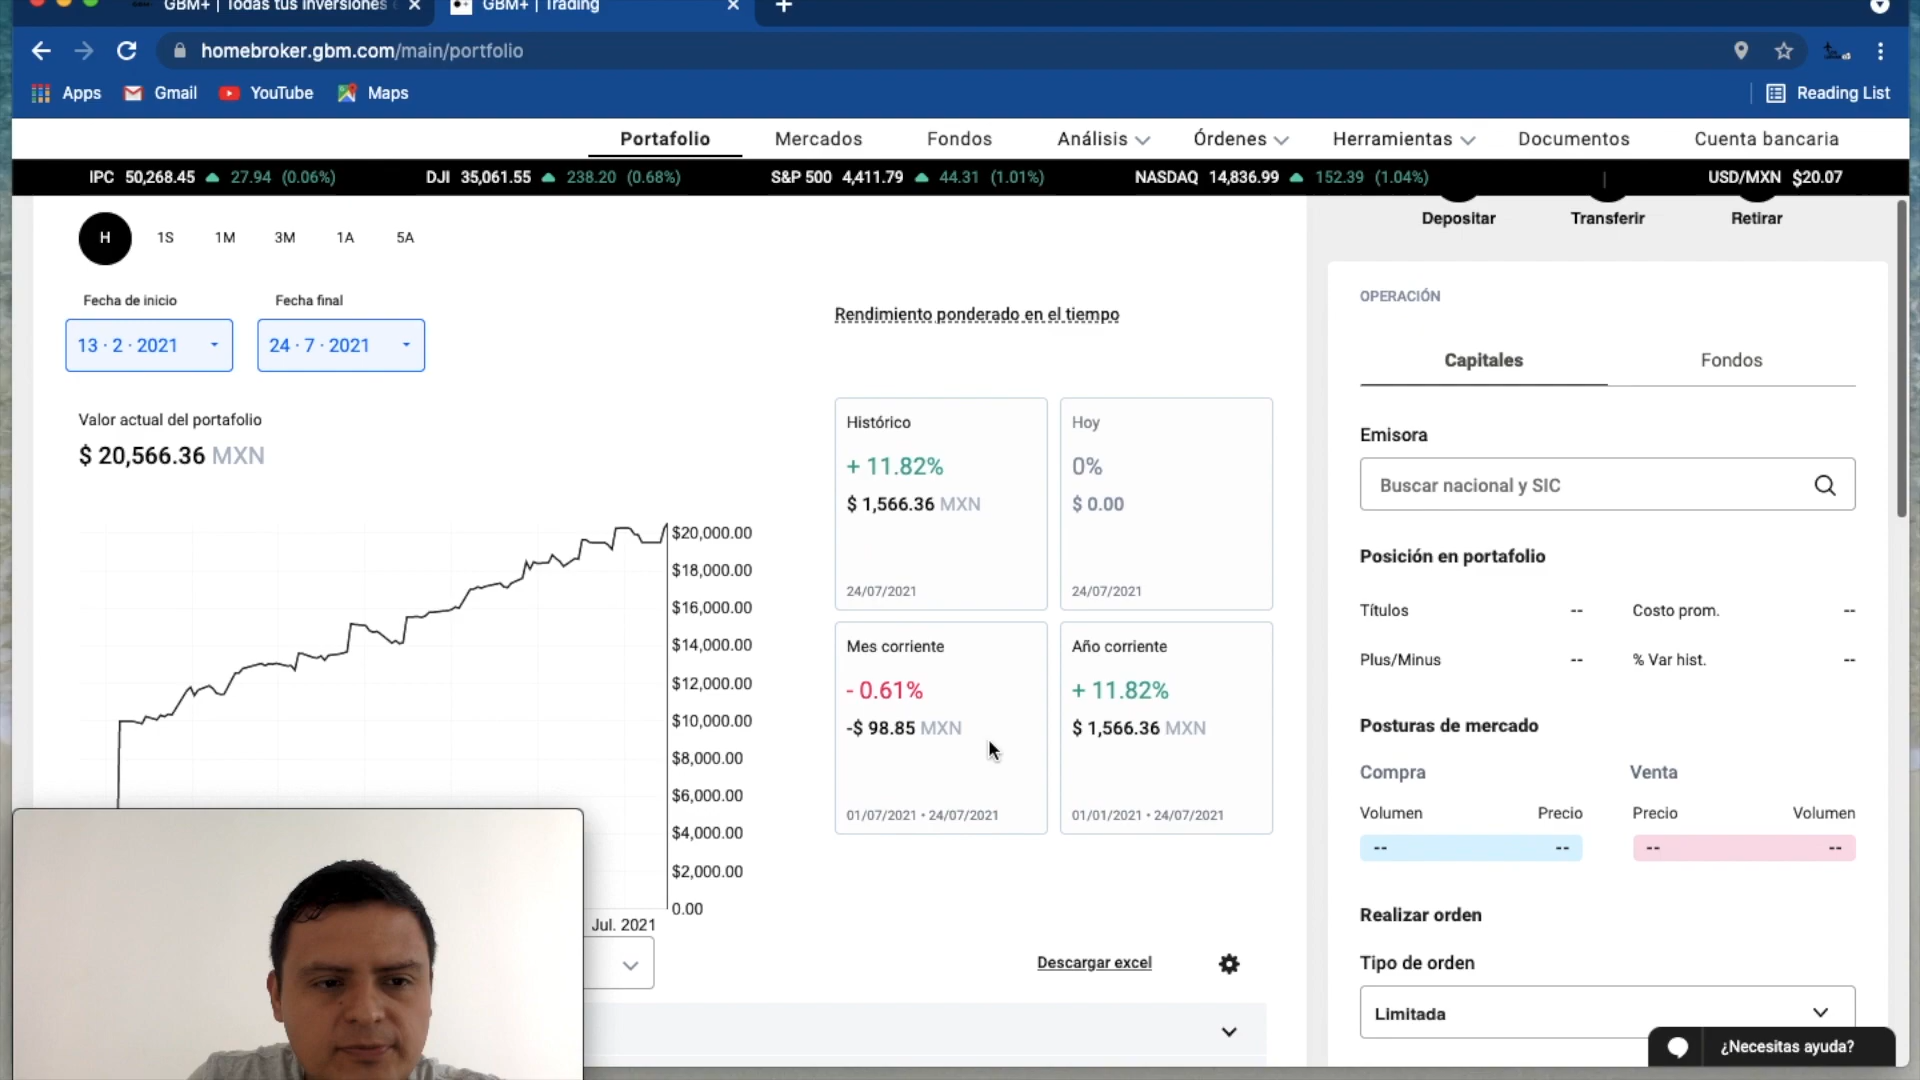 GBM+ | Todas tus inversiones e
GBM+ | Trading
homebroker.gbm.com/main/portfolio
Apps Gmail YouTube Maps Reading List
Portafolio Mercados Fondos Análisis Órdenes Herramientas Documentos Cuenta bancaria
IPC 50,268.45 27.94 (0.06%) DJI 35,061.55 238.20 (0.68%) S&P 500 4,411.79 44.31 (1.01%) NASDAQ 14,836.99 152.39 (1.04%) USD/MXN $20.07
Depositar Transferir Retirar
H 1S 1M 3M 1A 5A
Fecha de inicio Fecha final
13 · 2 · 2021 24 · 7 · 2021
Valor actual del portafolio
$ 20,566.36 MXN
$20,000.00
$18,000.00
$16,000.00
$14,000.00
$12,000.00
$10,000.00
$8,000.00
$6,000.00
$4,000.00
$2,000.00
0.00
Jul. 2021
Rendimiento ponderado en el tiempo
Histórico
+ 11.82%
$ 1,566.36 MXN
24/07/2021
Hoy
0%
$ 0.00
24/07/2021
Mes corriente
- 0.61%
-$ 98.85 MXN
01/07/2021 • 24/07/2021
Año corriente
+ 11.82%
$ 1,566.36 MXN
01/01/2021 • 24/07/2021
Descargar excel
OPERACIÓN
Capitales Fondos
Emisora
Buscar nacional y SIC
Posición en portafolio
Títulos -- Costo prom. --
Plus/Minus -- % Var hist. --
Posturas de mercado
Compra Venta
Volumen Precio Precio Volumen
-- -- -- --
Realizar orden
Tipo de orden
Limitada
¿Necesitas ayuda?